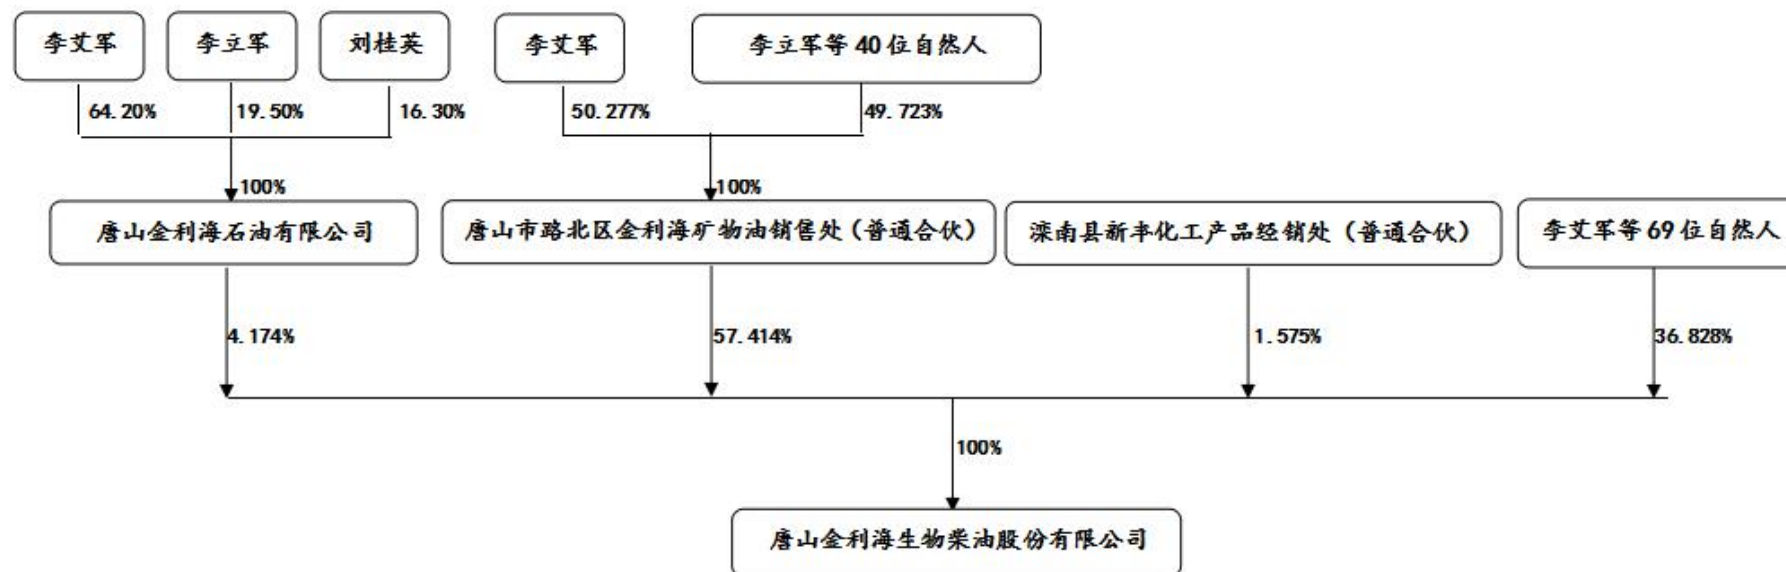 李艾军 李立军 刘桂英 李艾军 李立军等 40 位自然人
64.20% 19.50% 16.30% 50.277% 49.723%
100% 100%
唐山金利海石油有限公司 唐山市路北区金利海矿物油销售处（普通合伙） 滦南县新丰化工产品经销处（普通合伙） 李艾军等 69 位自然人
4.174% 57.414% 1.575% 36.828%
100%
唐山金利海生物柴油股份有限公司